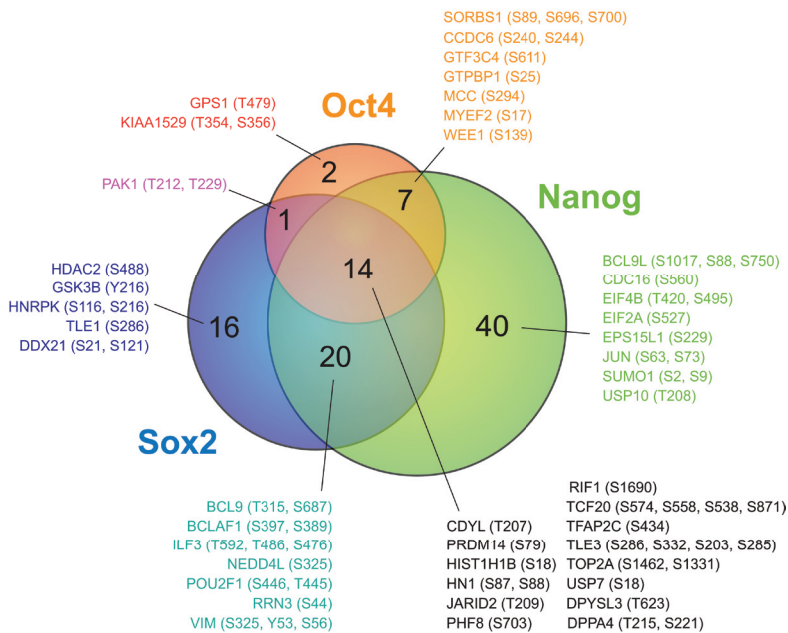 SORBS1 (S89, S696, S700)
CCDC6 (S240, S244)
GTF3C4 (S611)
GTPBP1 (S25)
MCC (S294)
MYEF2 (S17)
WEE1 (S139)
GPS1 (T479)
KIAA1529 (T354, S356)
Oct4
PAK1 (T212, T229)
2
7
1
Nanog
14
HDAC2 (S488)
GSK3B (Y216)
HNRPK (S116, S216)
TLE1 (S286)
DDX21 (S21, S121)
16
20
40
BCL9L (S1017, S88, S750)
CDC16 (S560)
EIF4B (T420, S495)
EIF2A (S527)
EPS15L1 (S229)
JUN (S63, S73)
SUMO1 (S2, S9)
USP10 (T208)
Sox2
BCL9 (T315, S687)
BCLAF1 (S397, S389)
ILF3 (T592, T486, S476)
NEDD4L (S325)
POU2F1 (S446, T445)
RRN3 (S44)
VIM (S325, Y53, S56)
CDYL (T207)
PRDM14 (S79)
HIST1H1B (S18)
HN1 (S87, S88)
JARID2 (T209)
PHF8 (S703)
RIF1 (S1690)
TCF20 (S574, S558, S538, S871)
TFAP2C (S434)
TLE3 (S286, S332, S203, S285)
TOP2A (S1462, S1331)
USP7 (S18)
DPYSL3 (T623)
DPPA4 (T215, S221)